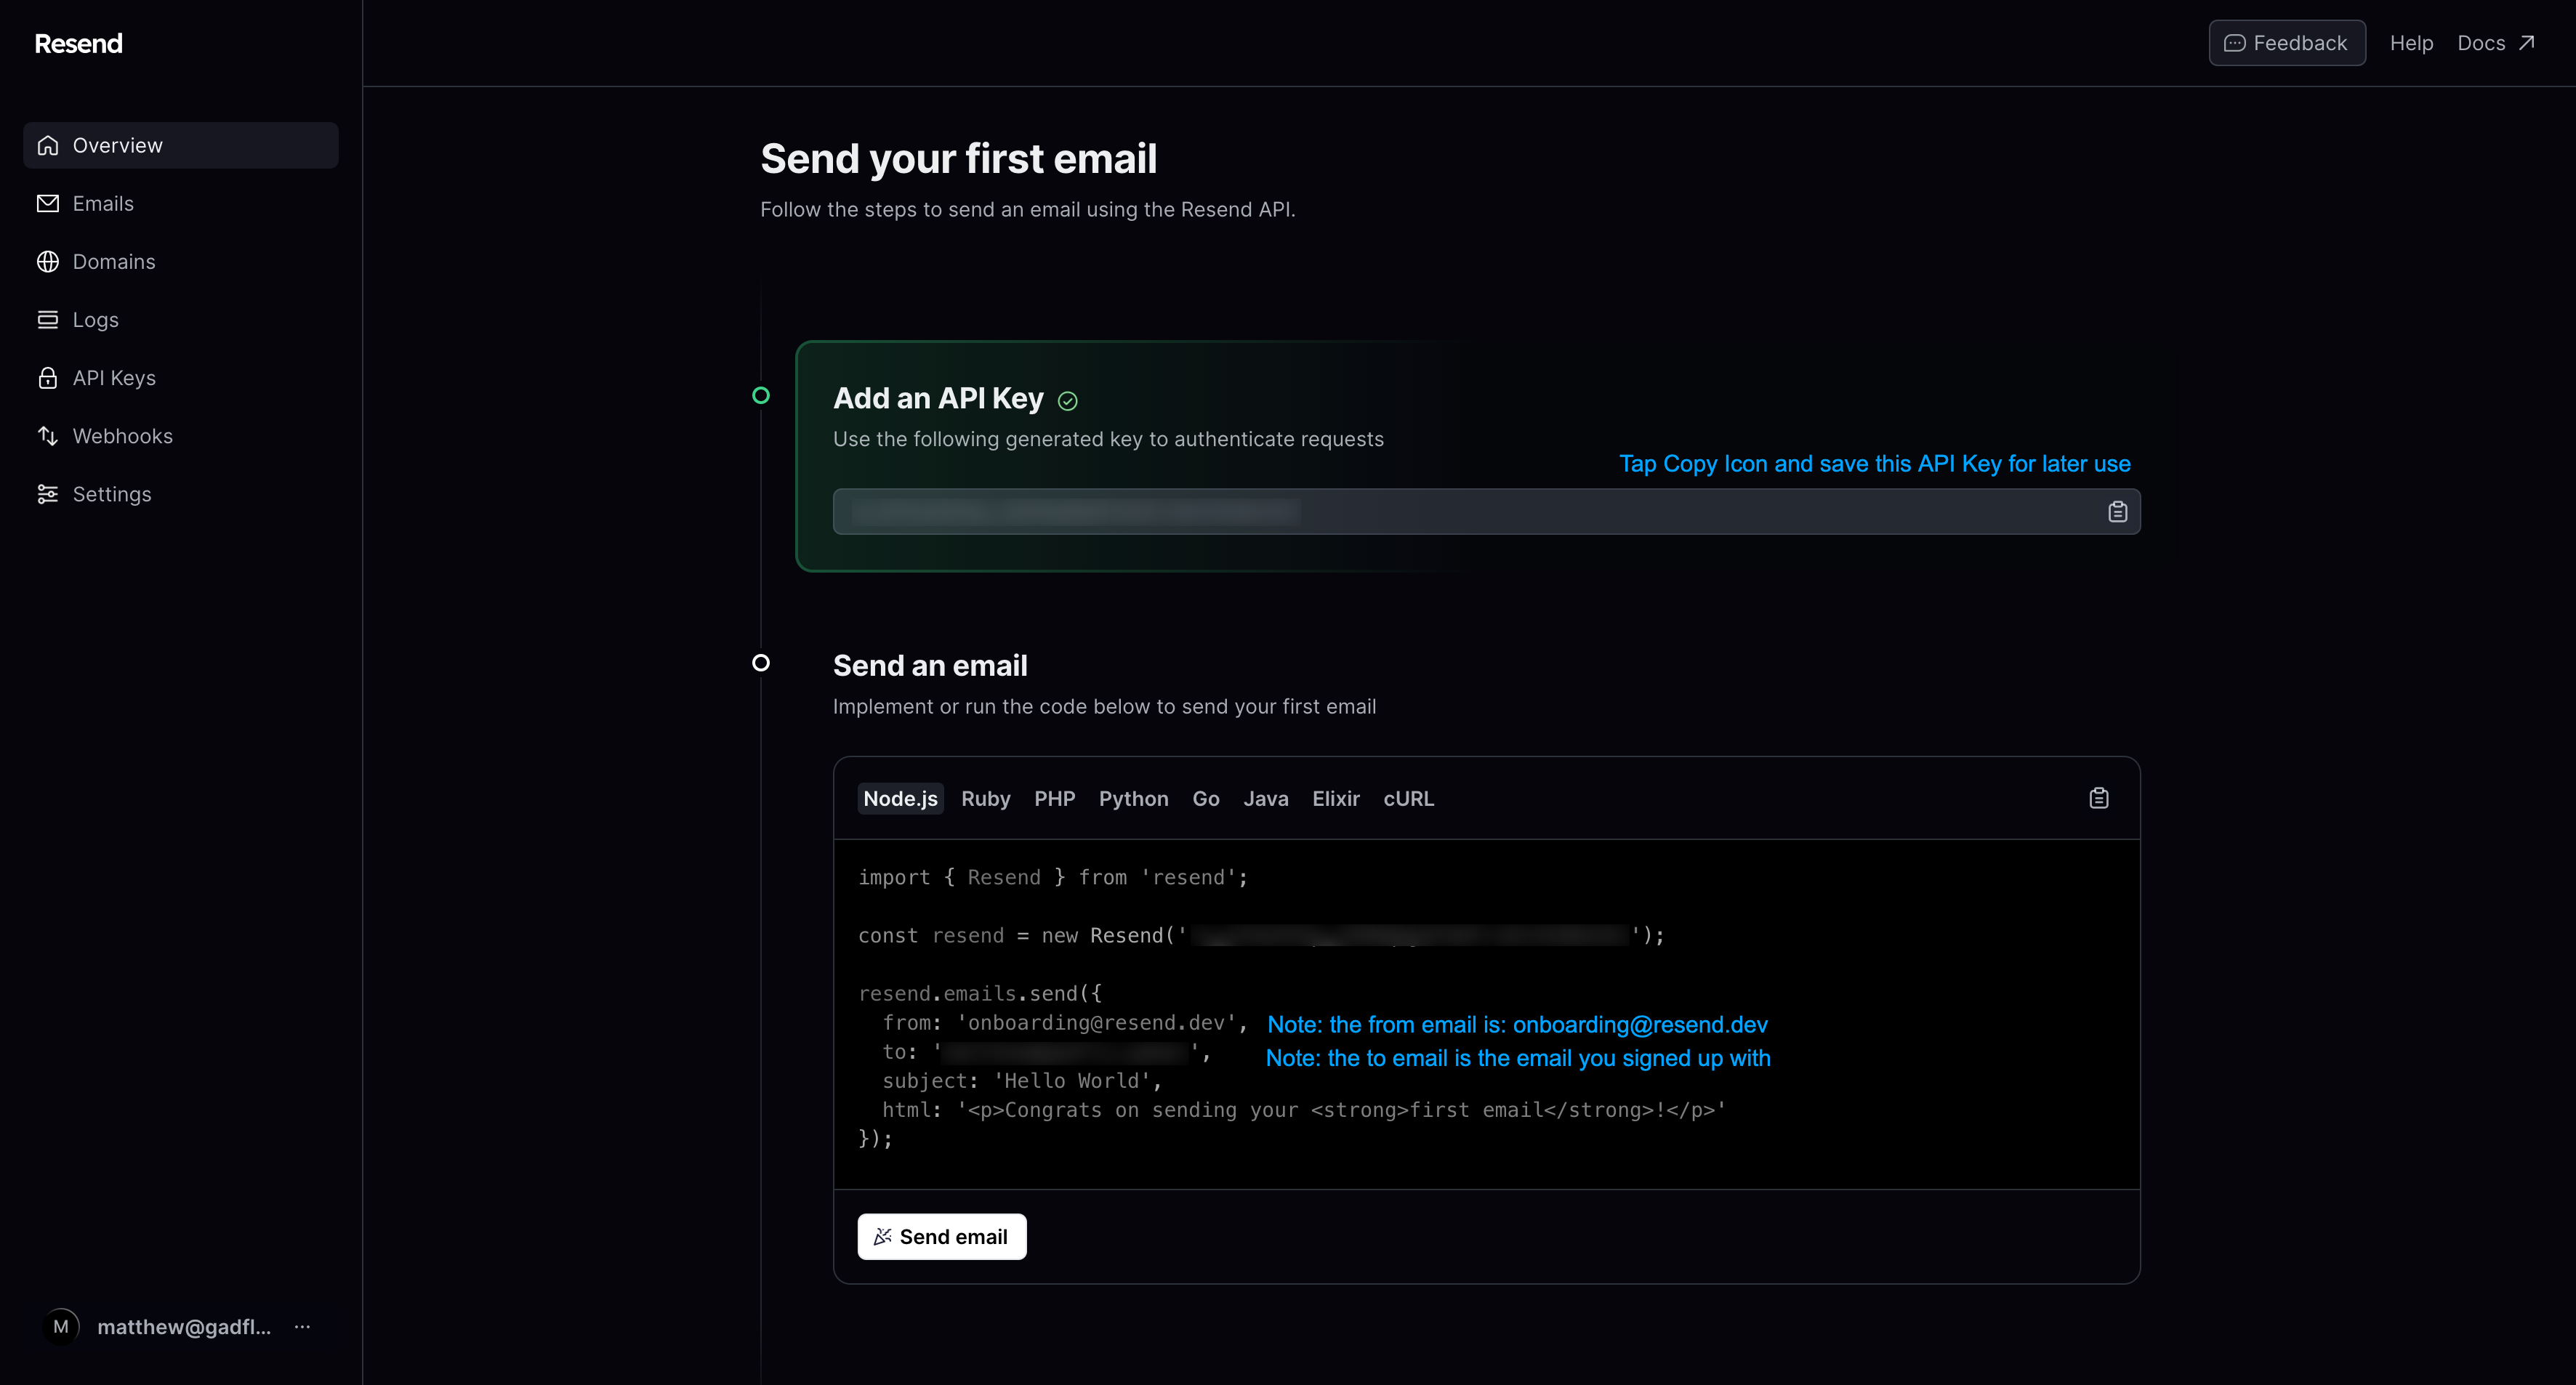 Resend
Feedback
Help
Docs
Overview
Emails
Domains
Logs
API Keys
Webhooks
Settings
Send your first email
Follow the steps to send an email using the Resend API.
Add an API Key
Use the following generated key to authenticate requests
Tap Copy Icon and save this API Key for later use
Send an email
Implement or run the code below to send your first email
Node.js Ruby PHP Python Go Java Elixir cURL
import { Resend } from 'resend';
const resend = new Resend('');
resend.emails.send({
from: 'onboarding@resend.dev', Note: the from email is: onboarding@resend.dev
to: '', Note: the to email is the email you signed up with
subject: 'Hello World',
html: '<p>Congrats on sending your <strong>first email</strong>!</p>'
});
Send email
M matthew@gadfl... ...